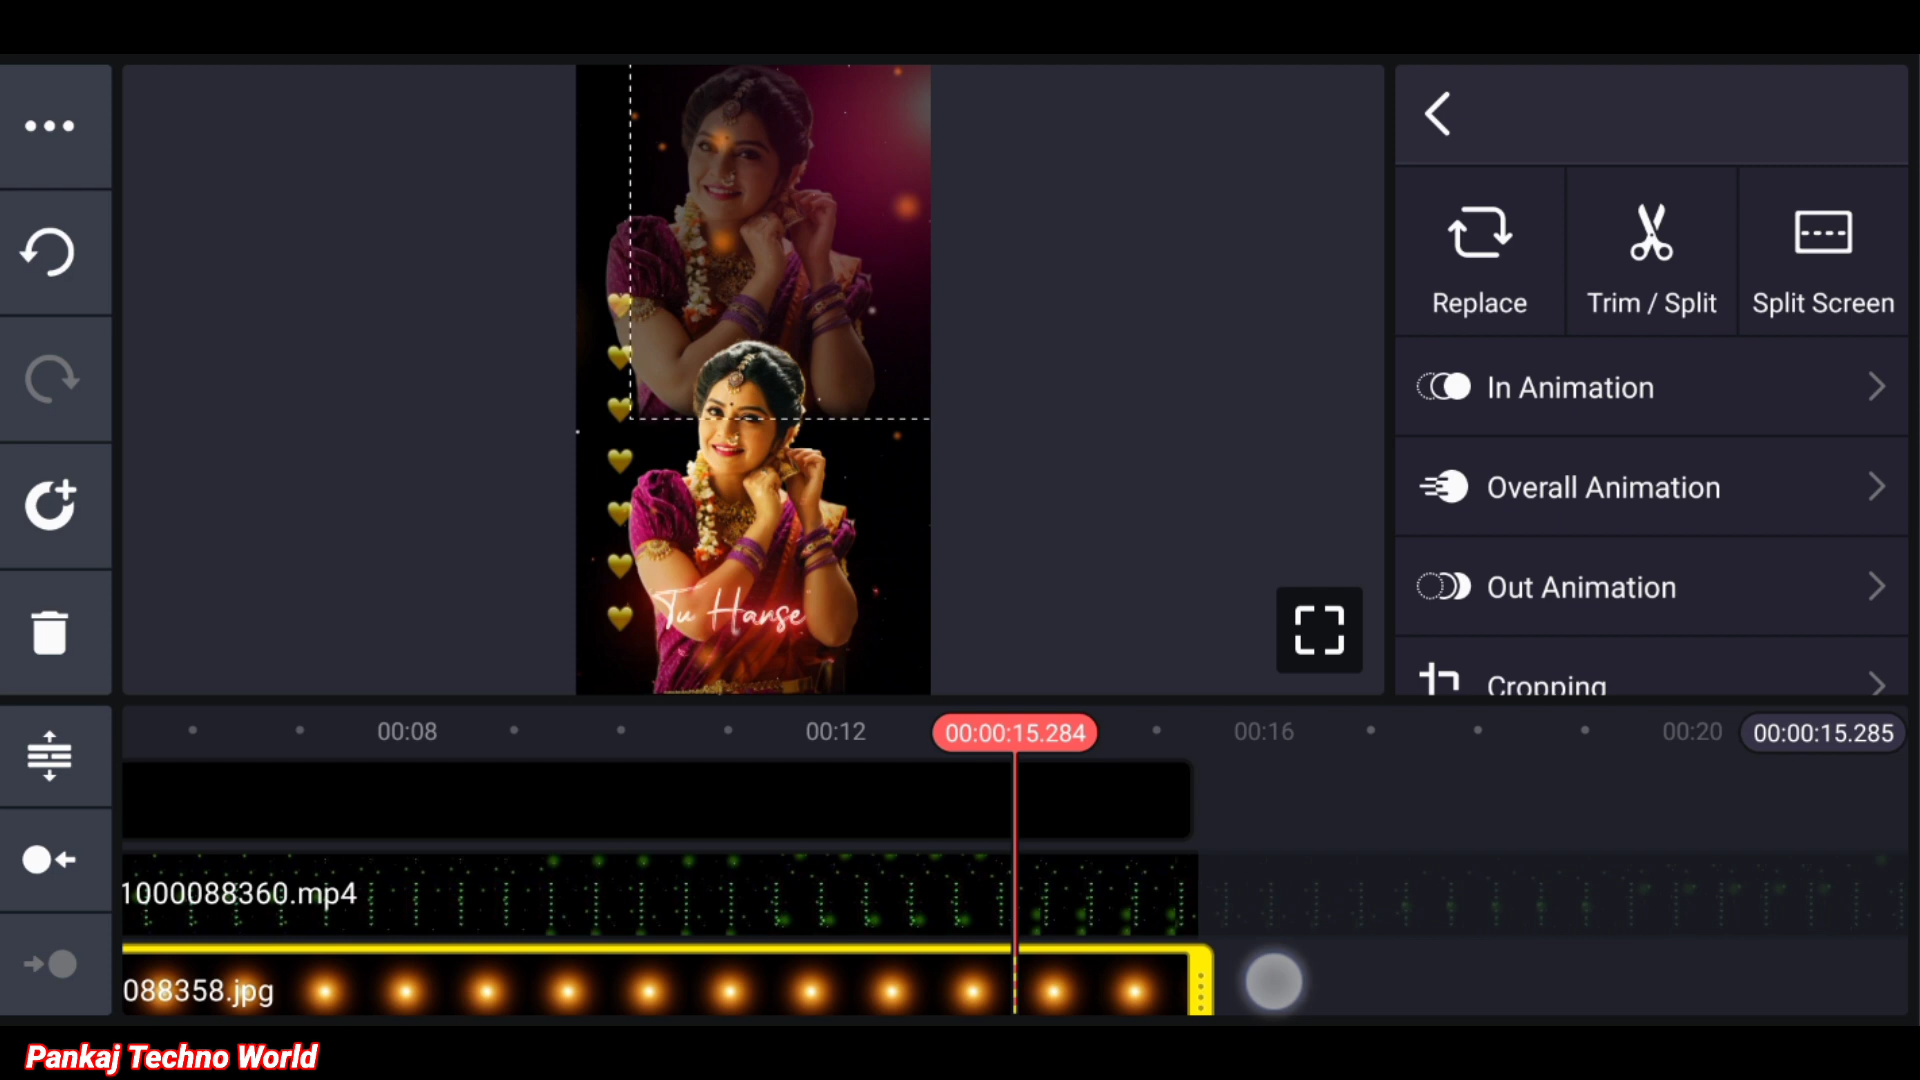 Replace
Trim / Split
Split Screen
In Animation
Overall Animation
Out Animation
Cropping
Tu Hanse
00:08
00:12
00:00:15.284
00:16
00:20
00:00:15.285
1000088360.mp4
088358.jpg
Pankaj Techno World